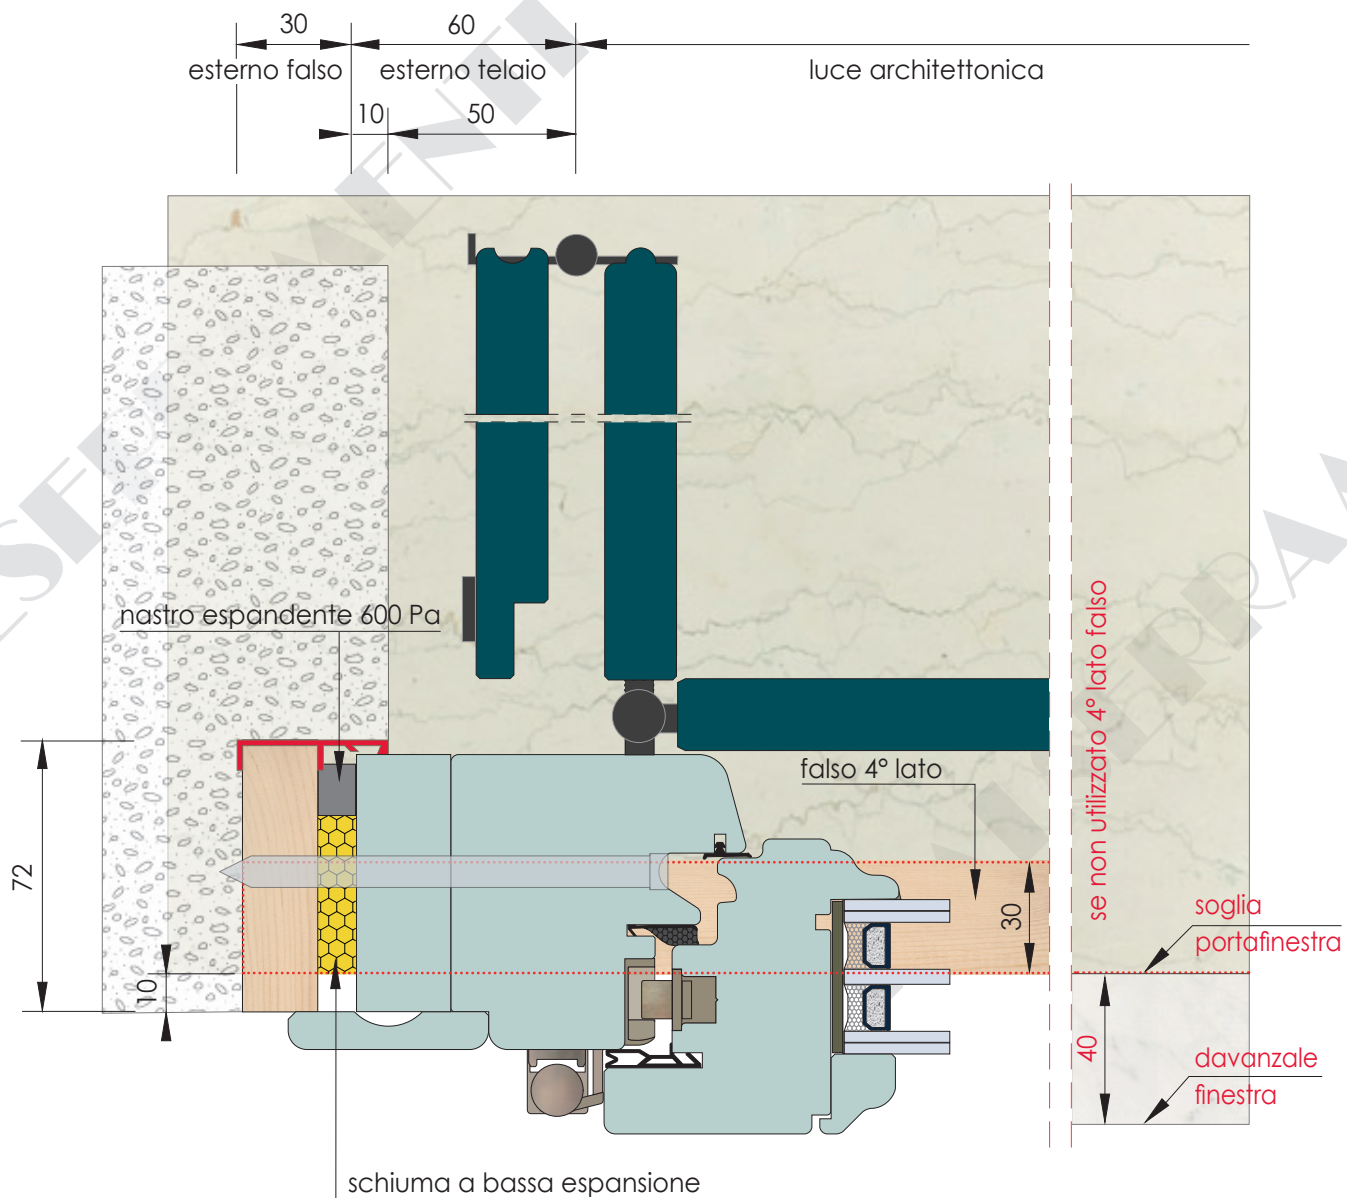 30
60
esterno falso
esterno telaio
luce architettonica
10
50
nastro espandente 600 Pa
se non utilizzato 4° lato falso
falso 4° lato
72
30
soglia
portafinestra
10
40
davanzale
finestra
schiuma a bassa espansione